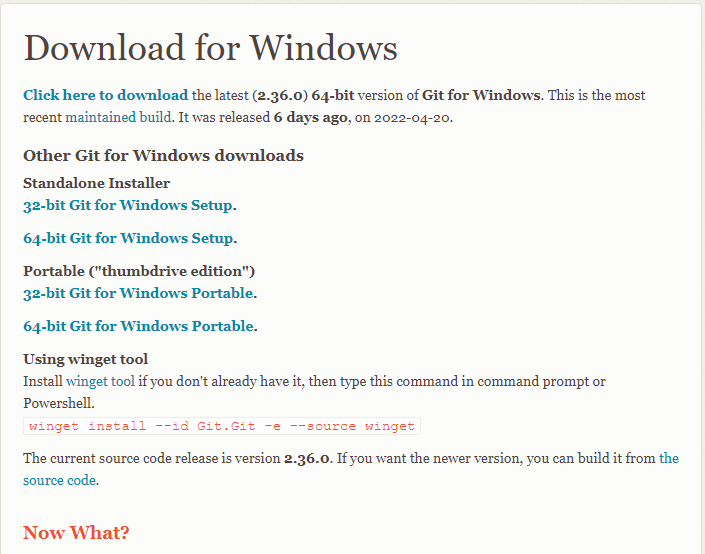 Download for Windows
Click here to download the latest (2.36.0) 64-bit version of Git for Windows. This is the most
recent maintained build. It was released 6 days ago, on 2022-04-20.
Other Git for Windows downloads
Standalone Installer
32-bit Git for Windows Setup.
64-bit Git for Windows Setup.
Portable ("thumbdrive edition")
32-bit Git for Windows Portable.
64-bit Git for Windows Portable.
Using winget tool
Install winget tool if you don't already have it, then type this command in command prompt or
Powershell.
winget install --id Git.Git -e --source winget
The current source code release is version 2.36.0. If you want the newer version, you can build it from the
source code.
Now What?